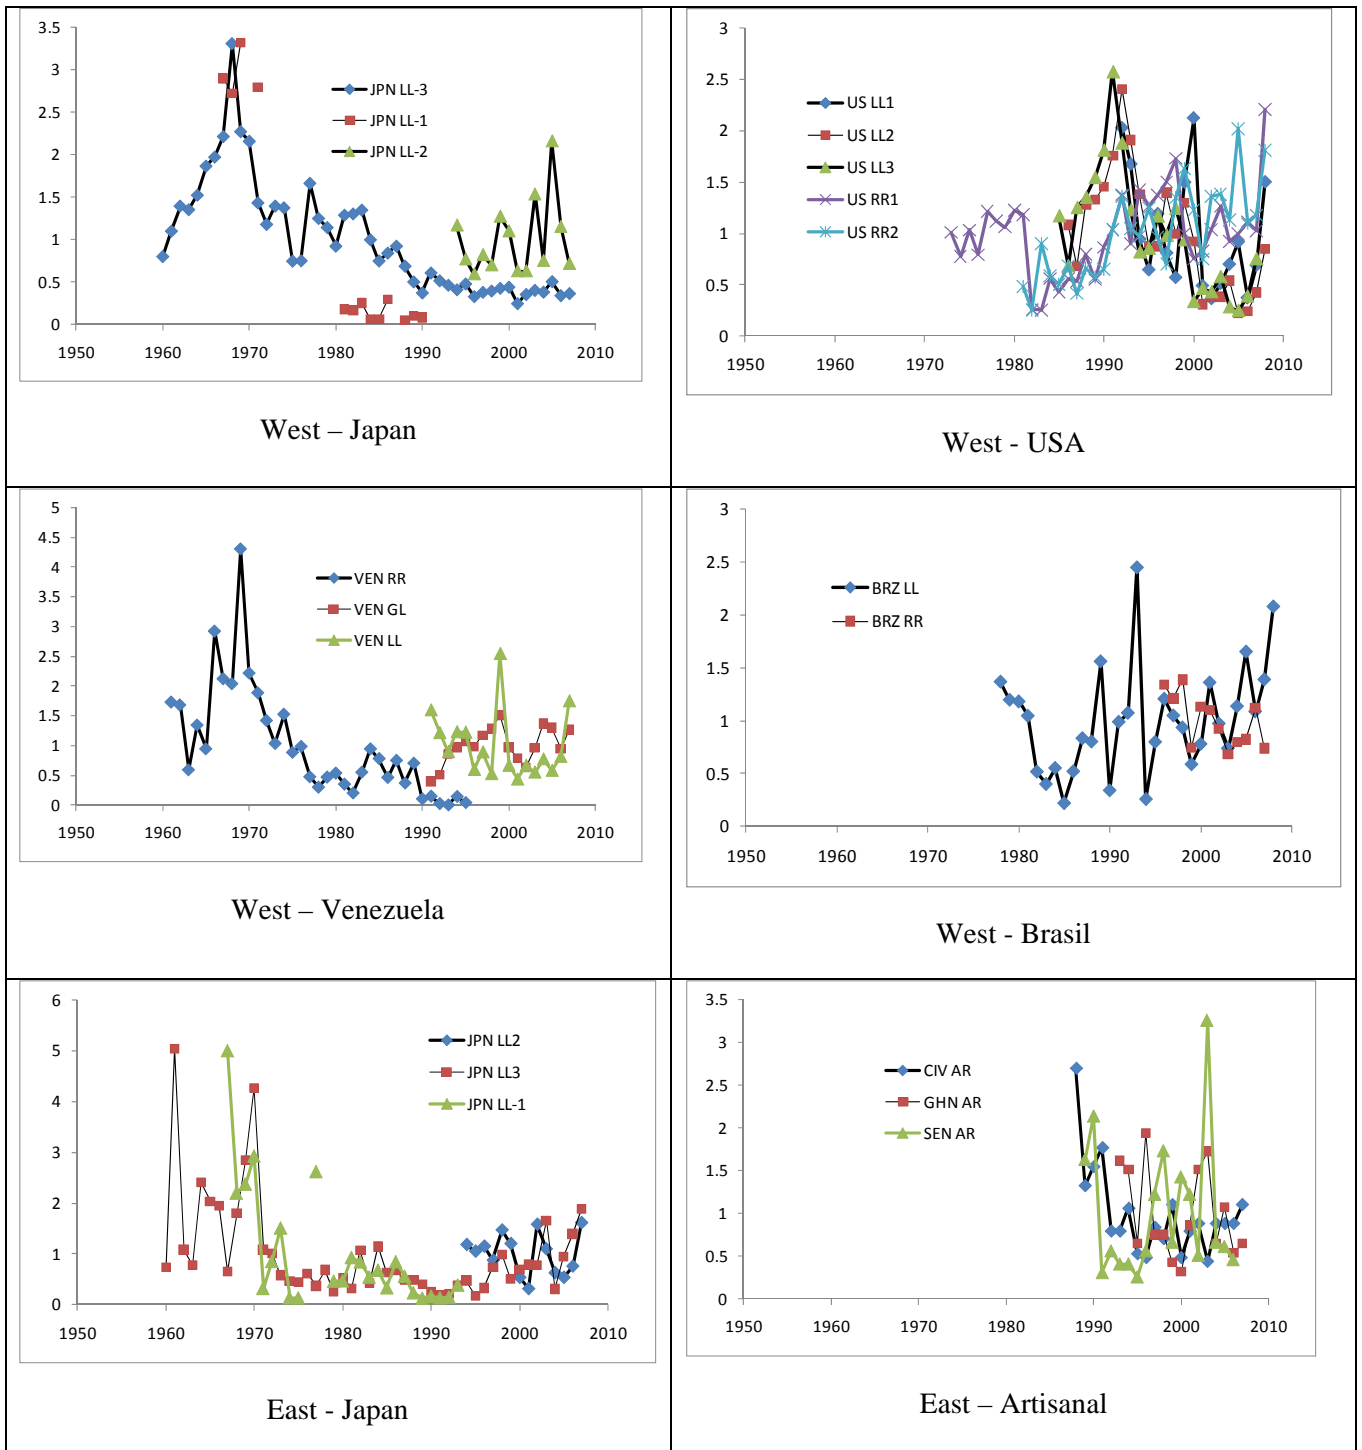 3.5
3
2.5
2
1.5
1
0.5
0
1950 1960 1970 1980 1990 2000 2010
JPN LL-3
JPN LL-1
JPN LL-2
West – Japan
3
2.5
2
1.5
1
0.5
0
1950 1960 1970 1980 1990 2000 2010
US LL1
US LL2
US LL3
US RR1
US RR2
West - USA
5
4.5
4
3.5
3
2.5
2
1.5
1
0.5
0
1950 1960 1970 1980 1990 2000 2010
VEN RR
VEN GL
VEN LL
West – Venezuela
3
2.5
2
1.5
1
0.5
0
1950 1960 1970 1980 1990 2000 2010
BRZ LL
BRZ RR
West - Brasil
6
5
4
3
2
1
0
1950 1960 1970 1980 1990 2000 2010
JPN LL2
JPN LL3
JPN LL-1
East - Japan
3.5
3
2.5
2
1.5
1
0.5
0
1950 1960 1970 1980 1990 2000 2010
CIV AR
GHN AR
SEN AR
East – Artisanal